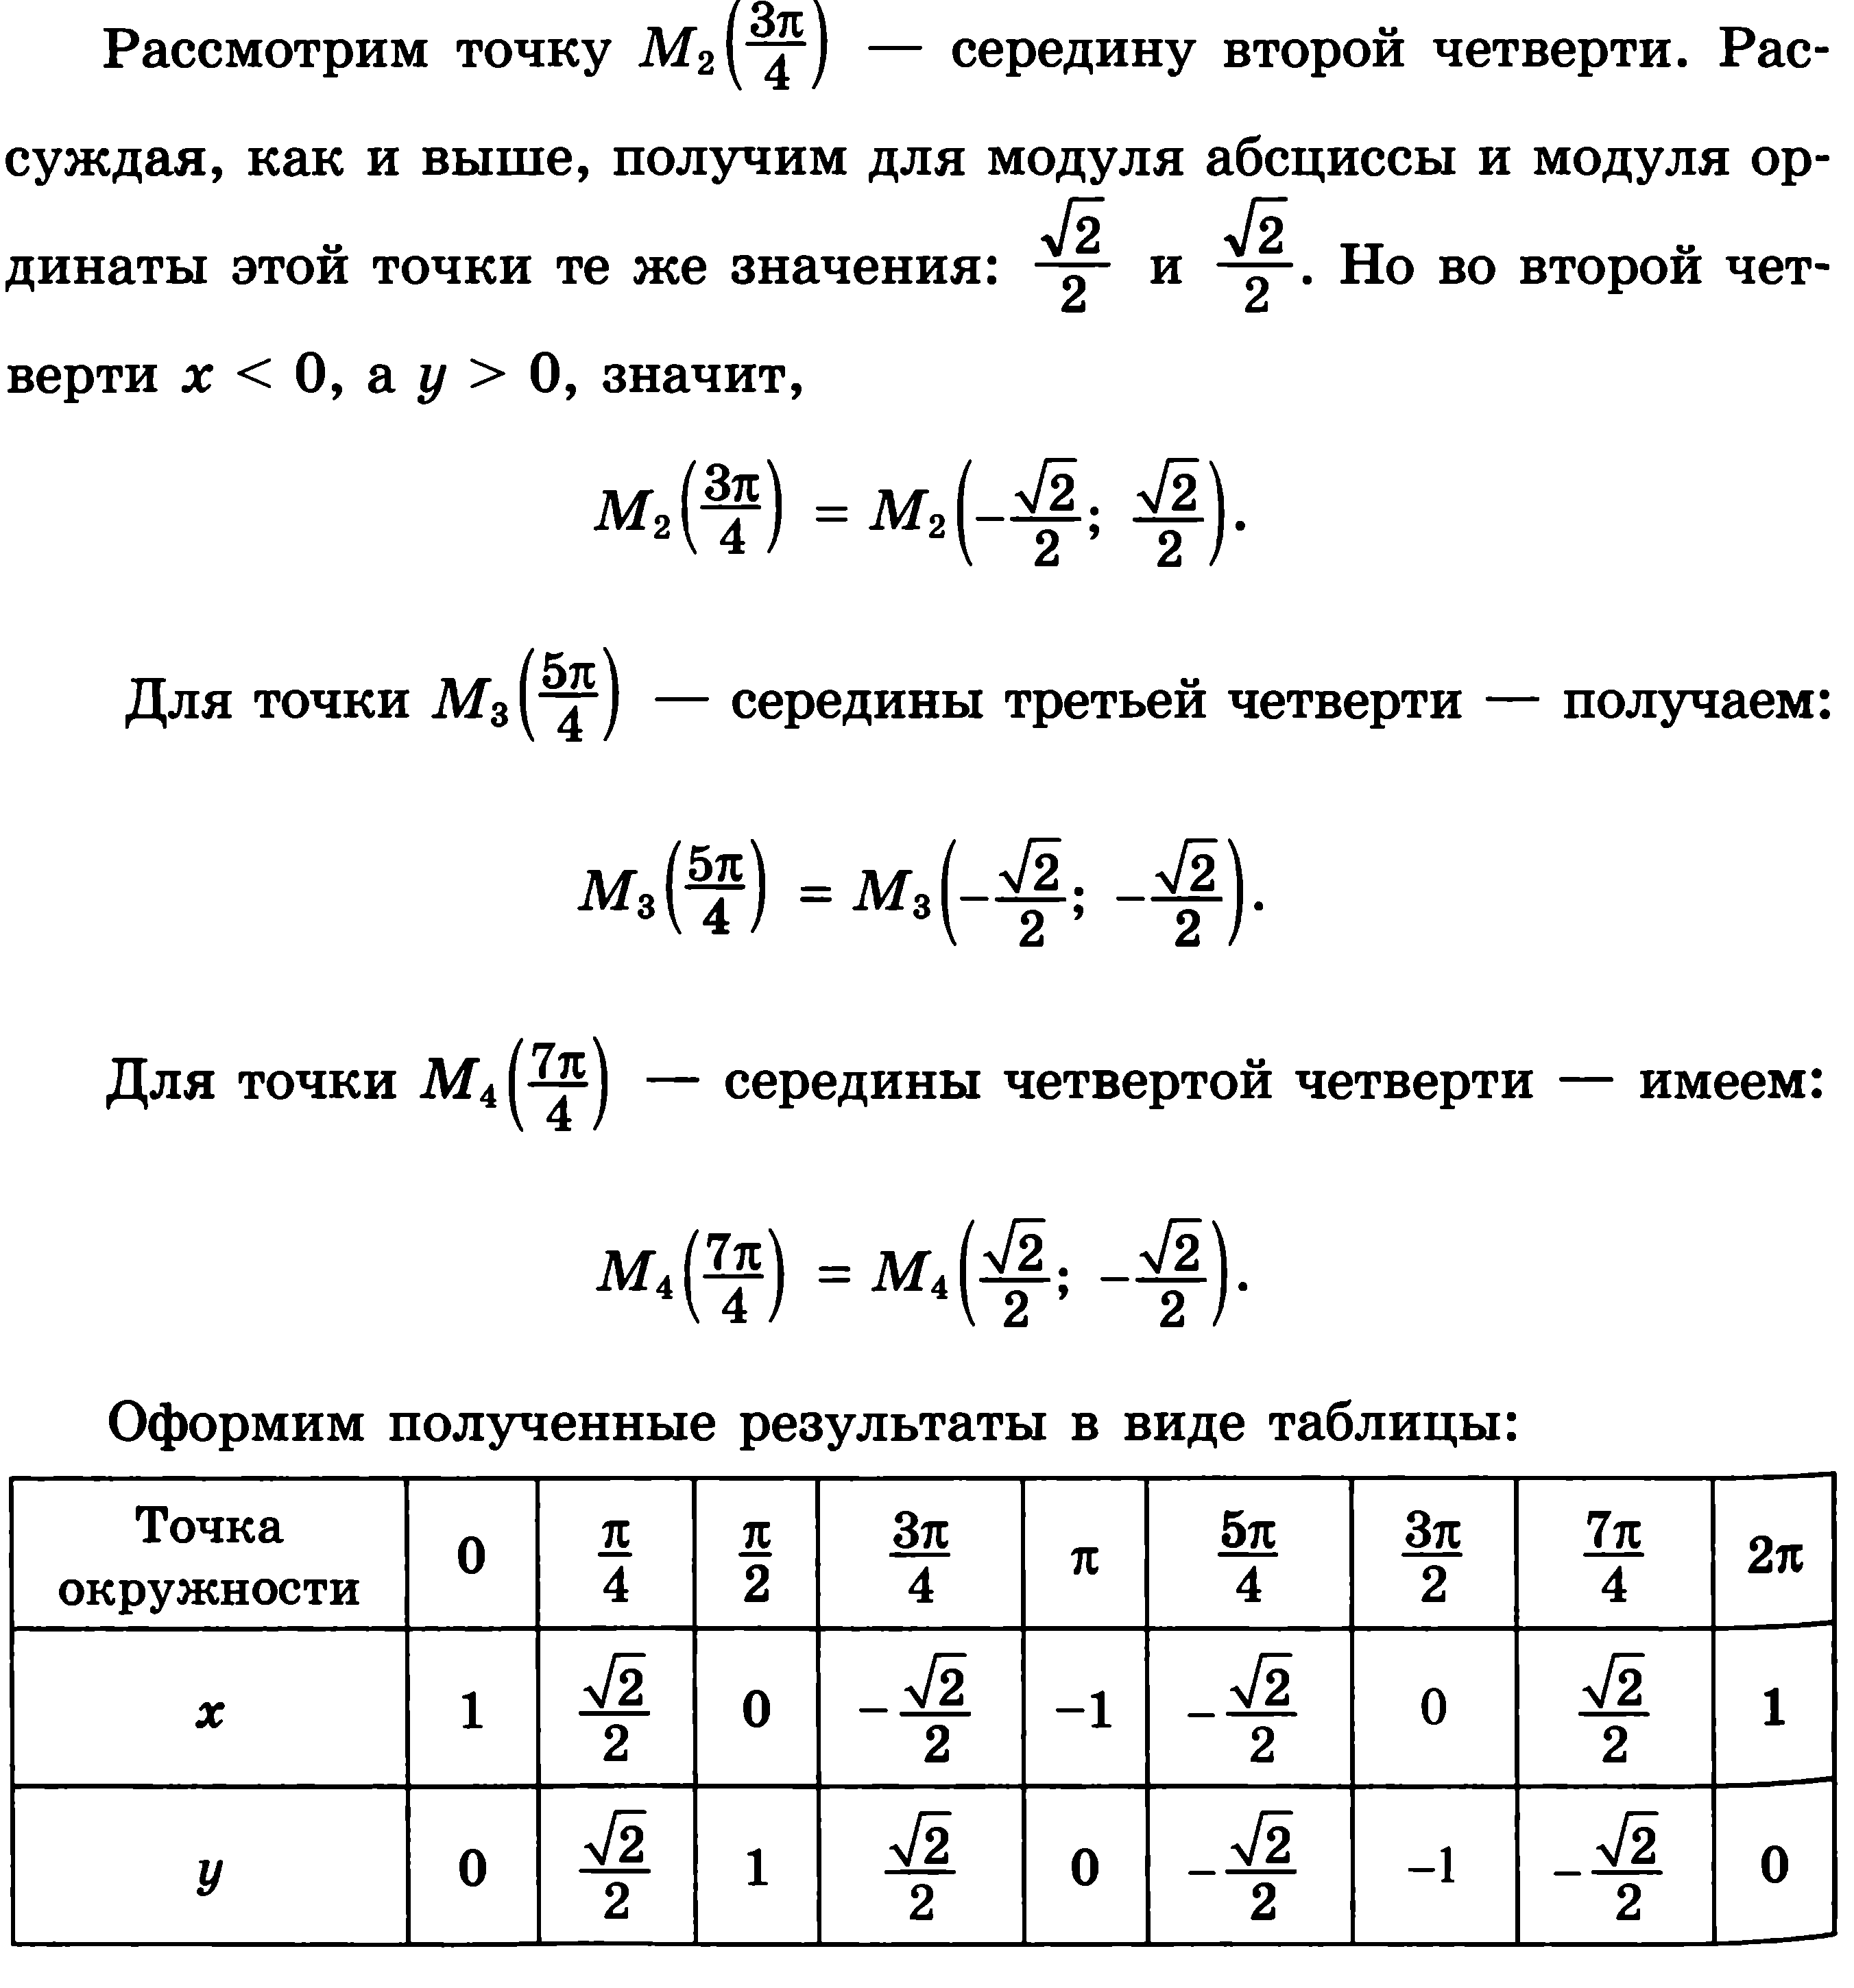 Рассмотрим точку M₂(3π/4) — середину второй четверти. Рас-
суждая, как и выше, получим для модуля абсциссы и модуля ор-
динаты этой точки те же значения: √2/2 и √2/2. Но во второй чет-
верти x < 0, а y > 0, значит,
M₂(3π/4) = M₂(-√2/2; √2/2).
Для точки M₃(5π/4) — середины третьей четверти — получаем:
M₃(5π/4) = M₃(-√2/2; -√2/2).
Для точки M₄(7π/4) — середины четвертой четверти — имеем:
M₄(7π/4) = M₄(√2/2; -√2/2).
Оформим полученные результаты в виде таблицы:
Точка окружности 0 π/4 π/2 3π/4 π 5π/4 3π/2 7π/4 2π
x 1 √2/2 0 -√2/2 -1 -√2/2 0 √2/2 1
y 0 √2/2 1 √2/2 0 -√2/2 -1 -√2/2 0